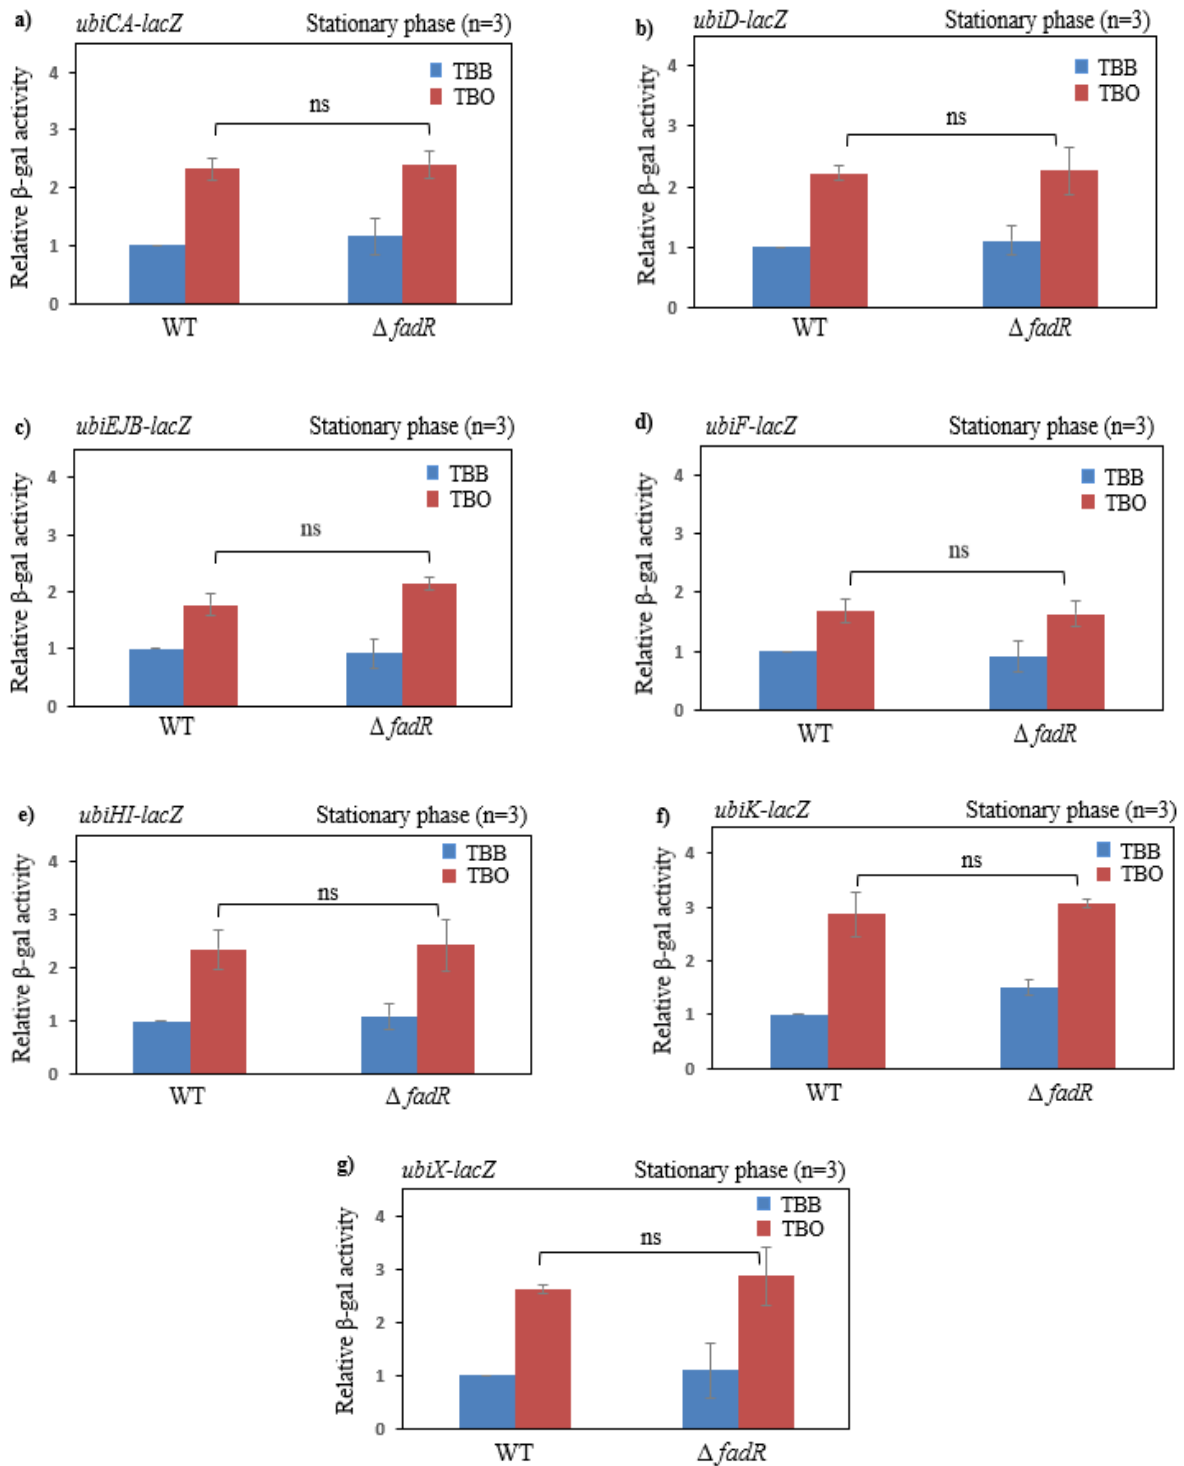 a) ubiCA-lacZ Stationary phase (n=3)
Relative β-gal activity
4
3
2
1
0
TBB
TBO
ns
WT Δ fadR
b) ubiD-lacZ Stationary phase (n=3)
Relative β-gal activity
4
3
2
1
0
TBB
TBO
ns
WT Δ fadR
c) ubiEJB-lacZ Stationary phase (n=3)
Relative β-gal activity
4
3
2
1
0
TBB
TBO
ns
WT Δ fadR
d) ubiF-lacZ Stationary phase (n=3)
Relative β-gal activity
4
3
2
1
0
TBB
TBO
ns
WT Δ fadR
e) ubiHI-lacZ Stationary phase (n=3)
Relative β-gal activity
4
3
2
1
0
TBB
TBO
ns
WT Δ fadR
f) ubiK-lacZ Stationary phase (n=3)
Relative β-gal activity
4
3
2
1
0
TBB
TBO
ns
WT Δ fadR
g) ubiX-lacZ Stationary phase (n=3)
Relative β-gal activity
4
3
2
1
0
TBB
TBO
ns
WT Δ fadR